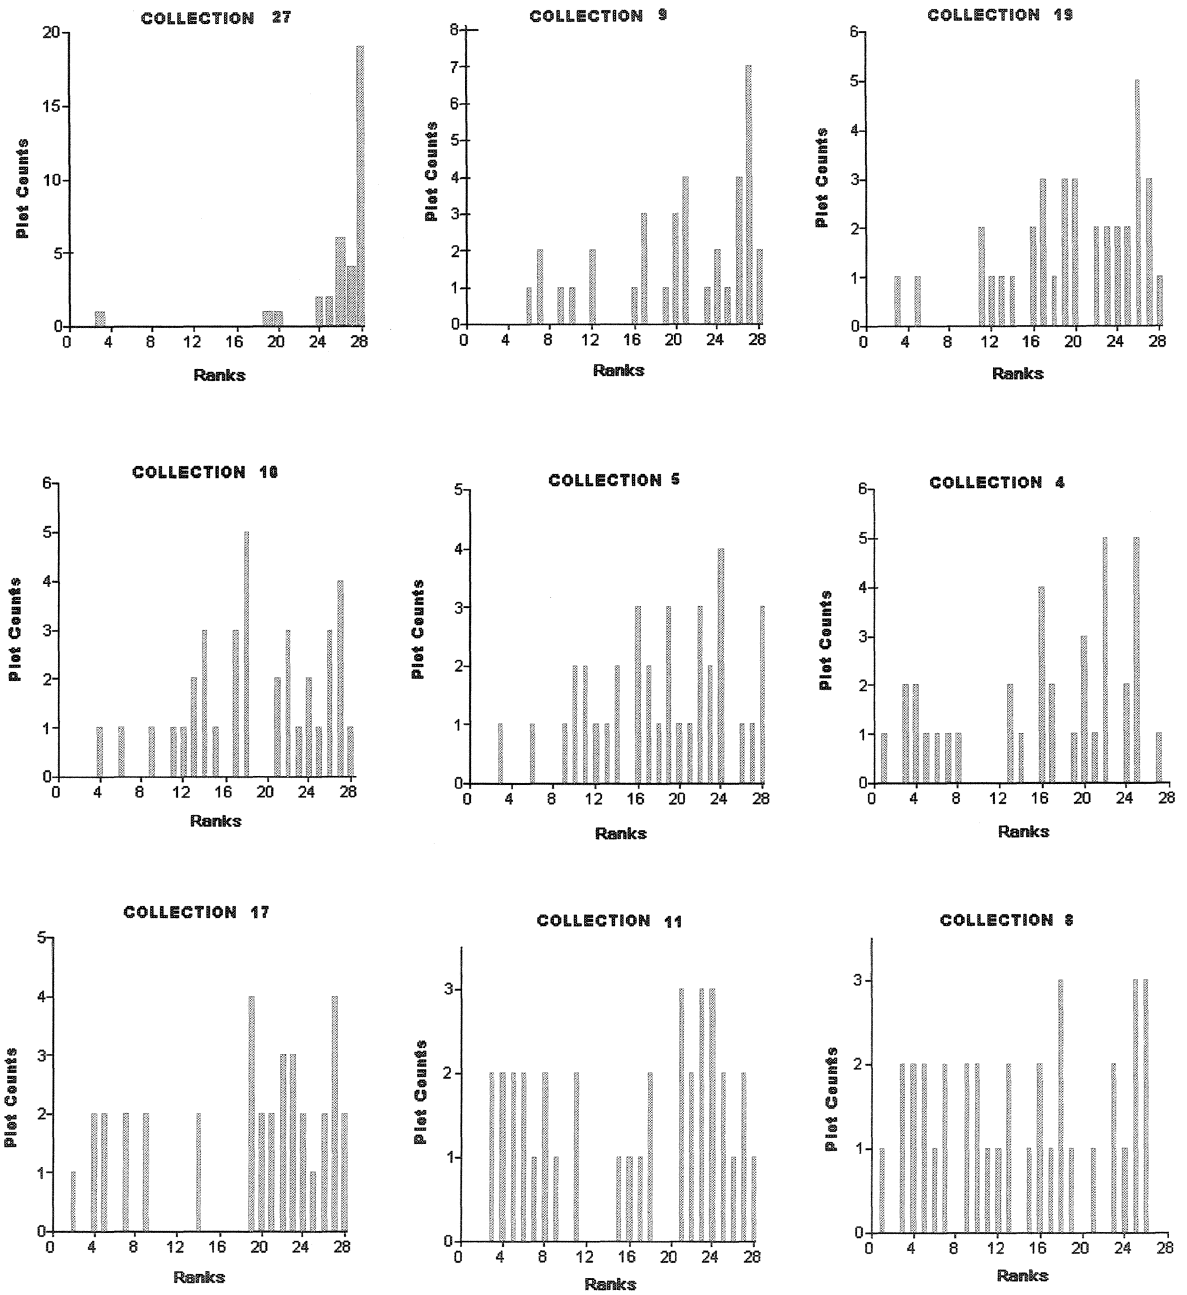 COLLECTION 27
20
15
10
5
0
Plot Counts
0 4 8 12 16 20 24 28
Ranks
COLLECTION 9
8
7
6
5
4
3
2
1
0
Plot Counts
0 4 8 12 16 20 24 28
Ranks
COLLECTION 19
6
5
4
3
2
1
0
Plot Counts
0 4 8 12 16 20 24 28
Ranks
COLLECTION 10
6
5
4
3
2
1
0
Plot Counts
0 4 8 12 16 20 24 28
Ranks
COLLECTION 5
5
4
3
2
1
0
Plot Counts
0 4 8 12 16 20 24 28
Ranks
COLLECTION 4
6
5
4
3
2
1
0
Plot Counts
0 4 8 12 16 20 24 28
Ranks
COLLECTION 17
5
4
3
2
1
0
Plot Counts
0 4 8 12 16 20 24 28
Ranks
COLLECTION 11
3
2
1
0
Plot Counts
0 4 8 12 16 20 24 28
Ranks
COLLECTION 8
3
2
1
0
Plot Counts
0 4 8 12 16 20 24 28
Ranks